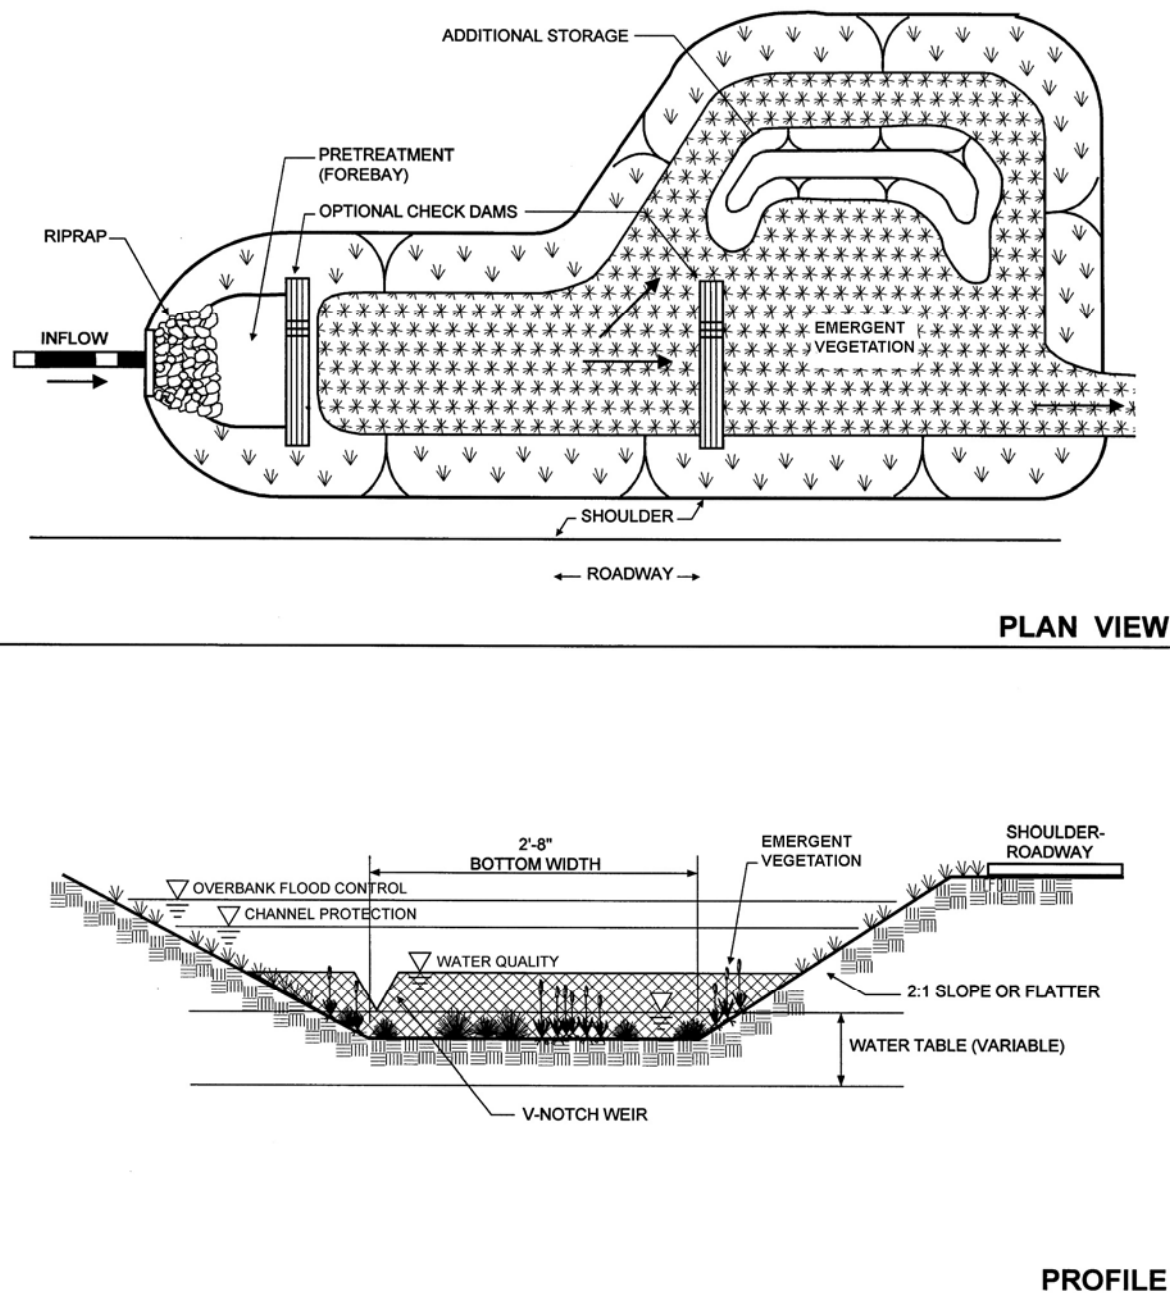 ADDITIONAL STORAGE
PRETREATMENT
(FOREBAY)
OPTIONAL CHECK DAMS
RIPRAP
INFLOW
EMERGENT
VEGETATION
SHOULDER
ROADWAY
PLAN VIEW
2'-8"
BOTTOM WIDTH
EMERGENT
VEGETATION
SHOULDER-
ROADWAY
OVERBANK FLOOD CONTROL
CHANNEL PROTECTION
WATER QUALITY
2:1 SLOPE OR FLATTER
WATER TABLE (VARIABLE)
V-NOTCH WEIR
PROFILE